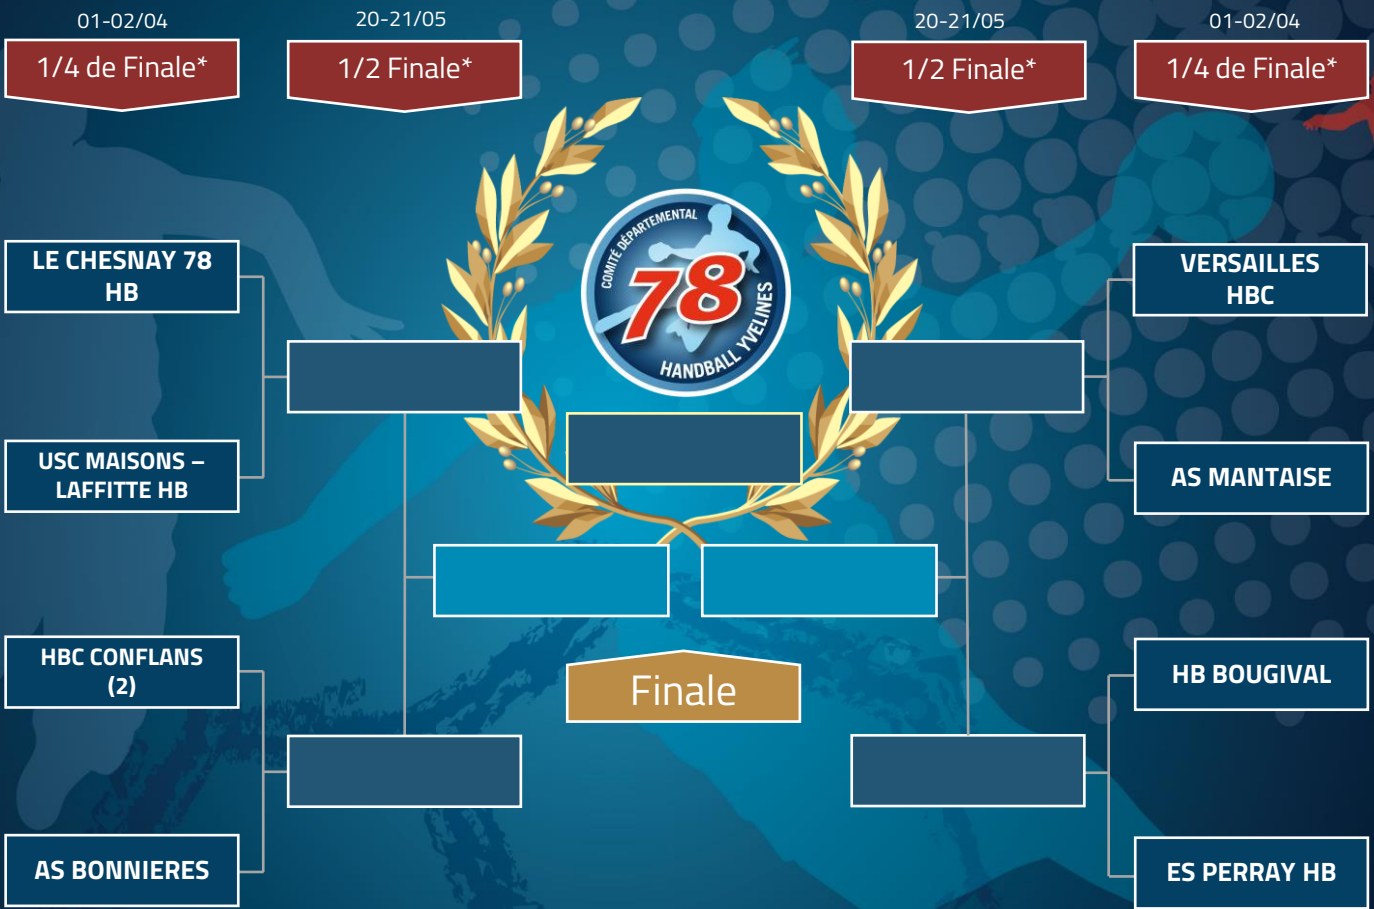 01-02/04
20-21/05
20-21/05
01-02/04
1/4 de Finale*
1/2 Finale*
1/2 Finale*
1/4 de Finale*
COMITÉ DÉPARTEMENTAL
78
HANDBALL YVELINES
LE CHESNAY 78
HB
VERSAILLES
HBC
USC MAISONS –
LAFFITTE HB
AS MANTAISE
HBC CONFLANS
(2)
HB BOUGIVAL
Finale
AS BONNIERES
ES PERRAY HB